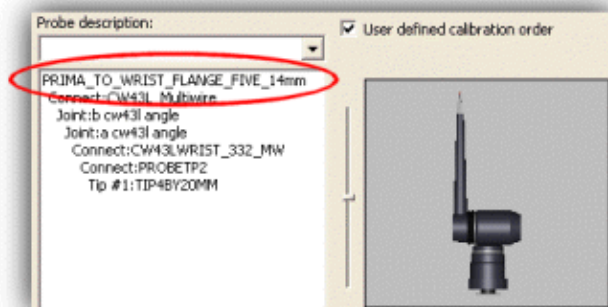 Probe description:
User defined calibration order
PRIMA_TO_WRIST_FLANGE_FIVE_14mm
Connect:CW43L_Multiwire
Joint:b cw43l angle
Joint:a cw43l angle
Connect:CW43LWRIST_332_MW
Connect:PROBETP2
Tip #1:TIP4BY20MM